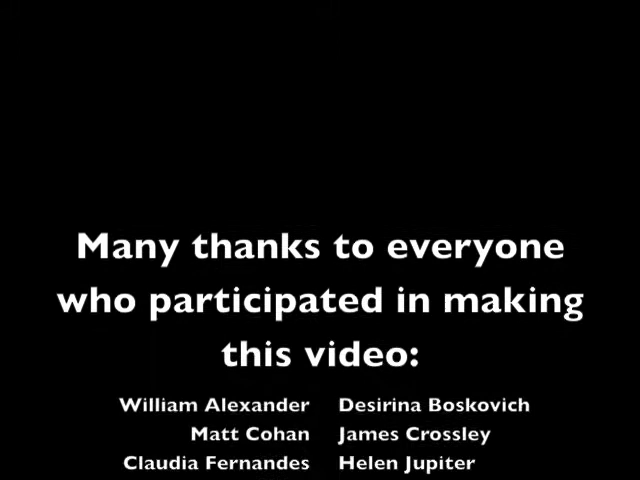 Many thanks to everyone
who participated in making
this video:
William Alexander Desirina Boskovich
Matt Cohan James Crossley
Claudia Fernandes Helen Jupiter